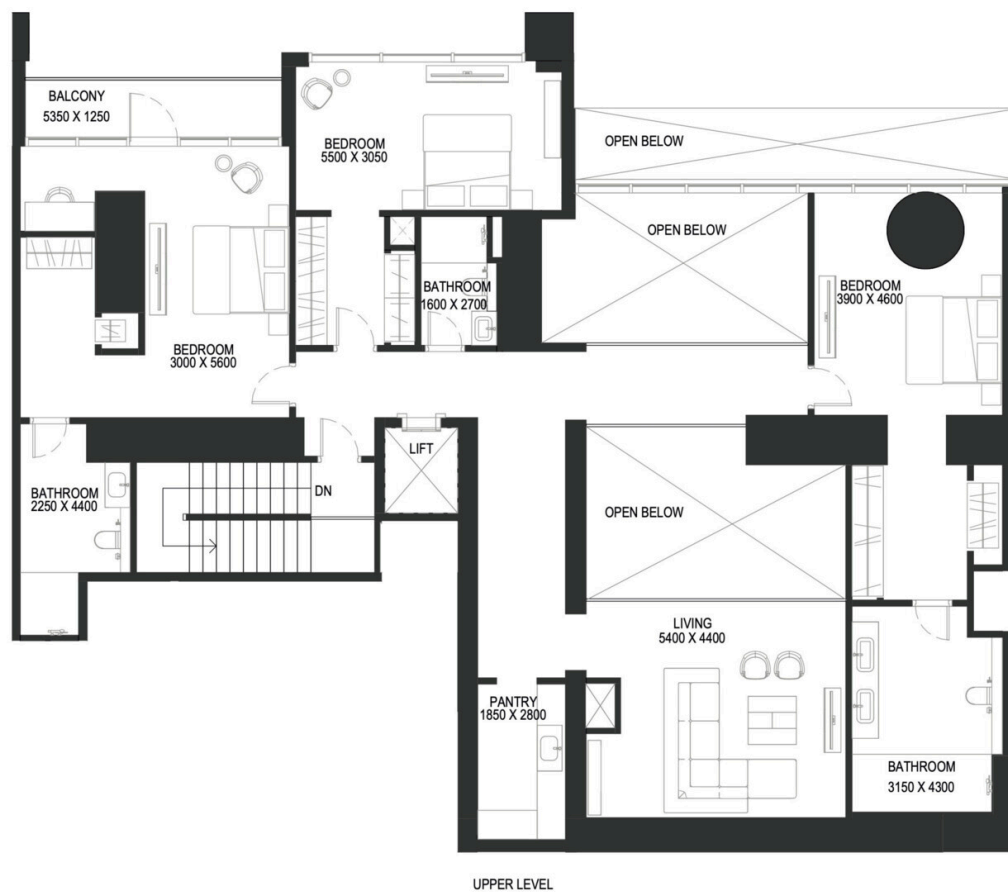 BALCONY
5350 X 1250
BEDROOM
5500 X 3050
OPEN BELOW
OPEN BELOW
BATHROOM
1600 X 2700
BEDROOM
3900 X 4600
BEDROOM
3000 X 5600
LIFT
BATHROOM
2250 X 4400
DN
OPEN BELOW
LIVING
5400 X 4400
PANTRY
1850 X 2800
BATHROOM
3150 X 4300
UPPER LEVEL